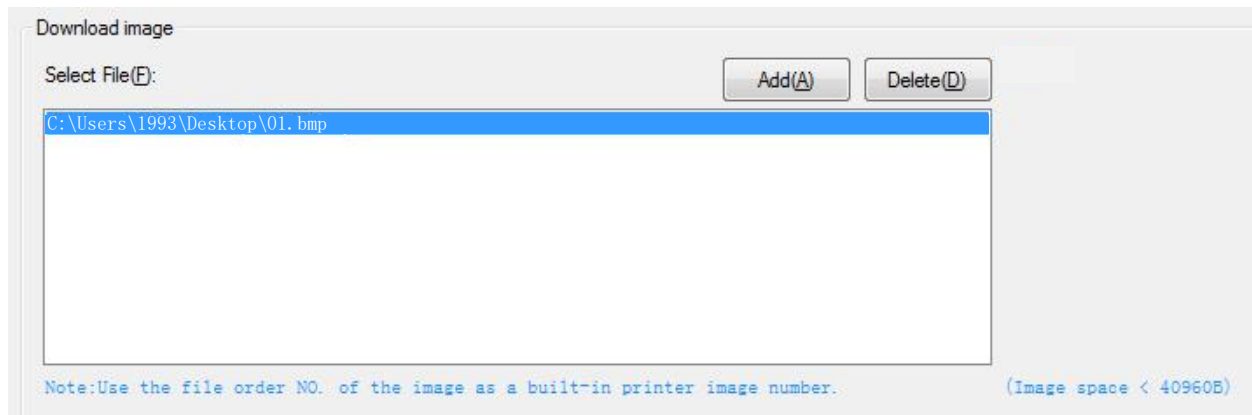 Download image
Select File(F): Add(A) Delete(D)
C:\Users\1993\Desktop\01.bmp
Note:Use the file order NO. of the image as a built-in printer image number. (Image space < 40960B)